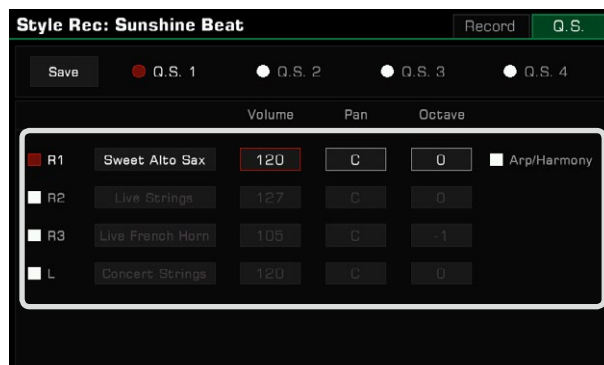 Style Rec: Sunshine Beat Record Q.S.
Save Q.S. 1 Q.S. 2 Q.S. 3 Q.S. 4
Volume Pan Octave
R1 Sweet Alto Sax 120 C 0 Arp/Harmony
R2 Live Strings 127 C 0
R3 Live French Horn 105 C -1
L Concert Strings 120 C 0